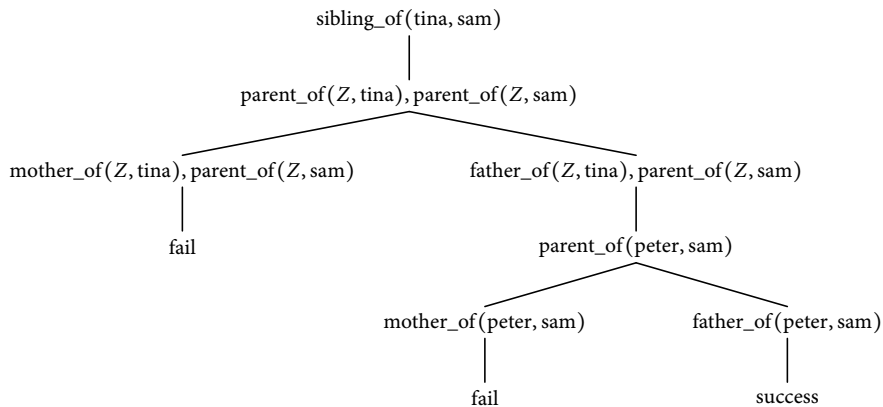 sibling_of(tina, sam)
parent_of(Z, tina), parent_of(Z, sam)
mother_of(Z, tina), parent_of(Z, sam)
father_of(Z, tina), parent_of(Z, sam)
fail
parent_of(peter, sam)
mother_of(peter, sam)
father_of(peter, sam)
fail
success